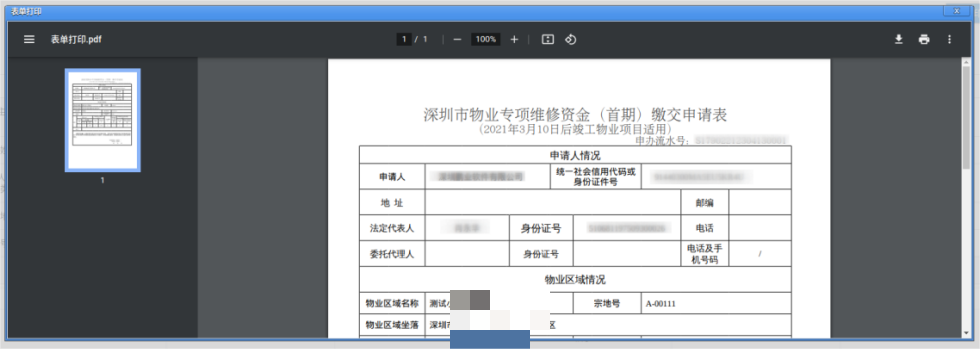 表单打印
表单打印.pdf 1 / 1 100%
深圳市物业专项维修资金（首期）缴交申请表
（2021年3月10日后竣工物业项目适用）
申办流水号：
申请人情况
申请人 统一社会信用代码或身份证件号
地 址 邮编
法定代表人 身份证号 电话
委托代理人 身份证号 电话及手机号码 /
物业区域情况
物业区域名称 测试 宗地号 A-00111
物业区域坐落 深圳 区
1